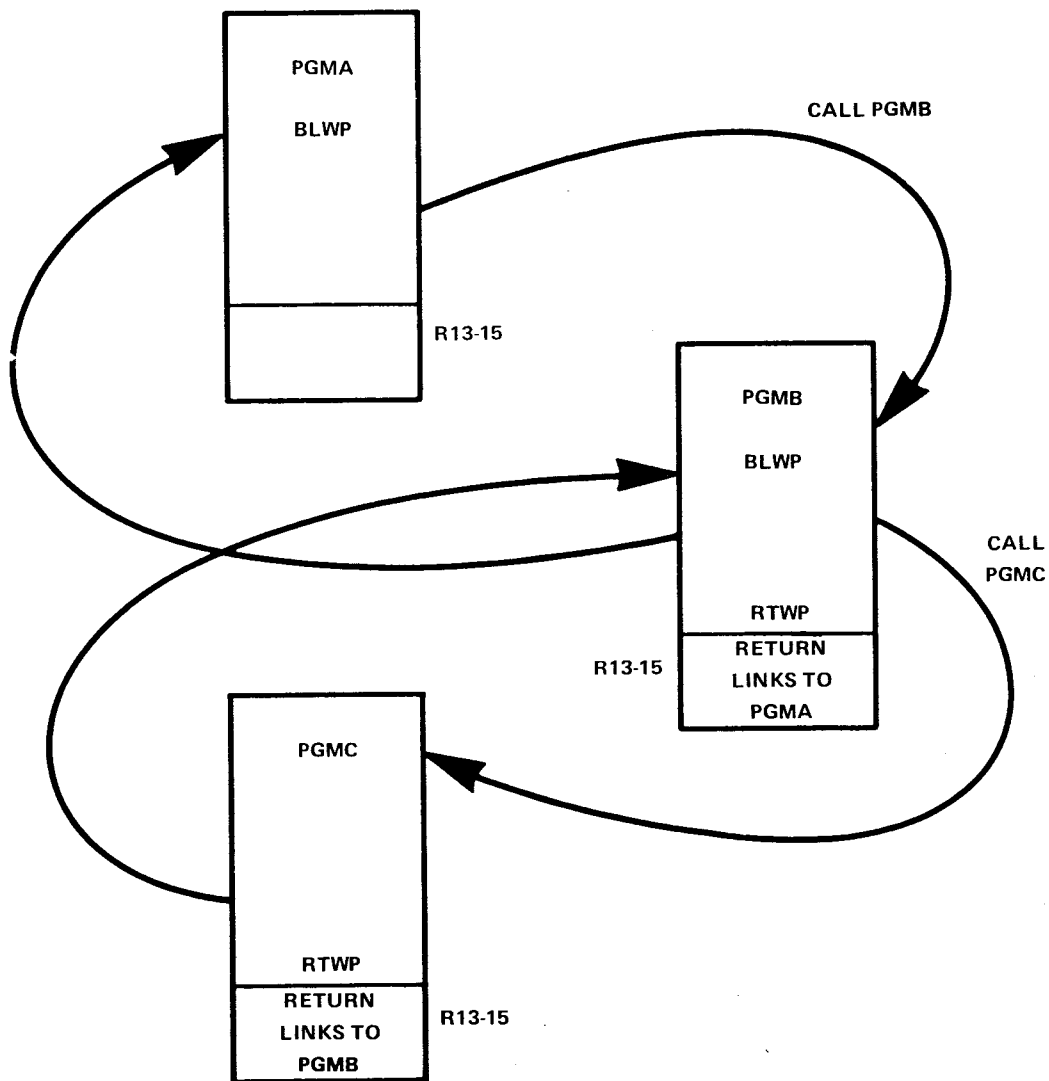 PGMA
BLWP
CALL PGMB
R13-15
PGMB
BLWP
CALL
PGMC
RTWP
R13-15
RETURN
LINKS TO
PGMA
PGMC
RTWP
RETURN
LINKS TO
PGMB
R13-15